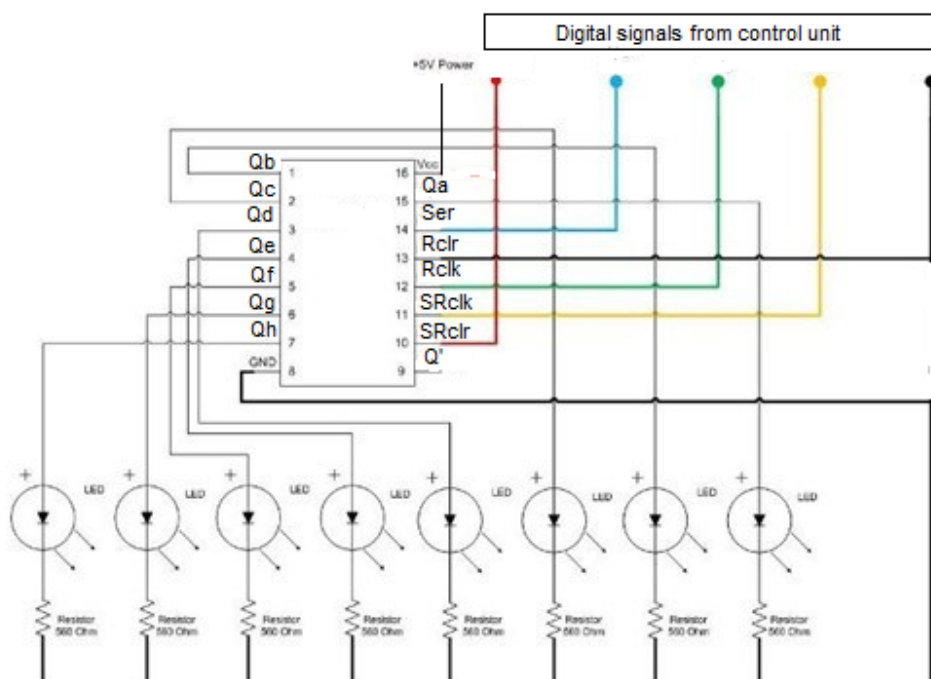 Digital signals from control unit
+5V Power
Qb 1 16 Vcc
Qc 2 15 Qa
Qd 3 14 Ser
Qe 4 13 Rclr
Qf 5 12 Rclk
Qg 6 11 SRclk
Qh 7 10 SRclr
GND 8 9 Q'
+ LED + LED + LED + LED + LED + LED + LED + LED
Resistor Resistor Resistor Resistor Resistor Resistor Resistor Resistor
560 Ohm 560 Ohm 560 Ohm 560 Ohm 560 Ohm 560 Ohm 560 Ohm 560 Ohm